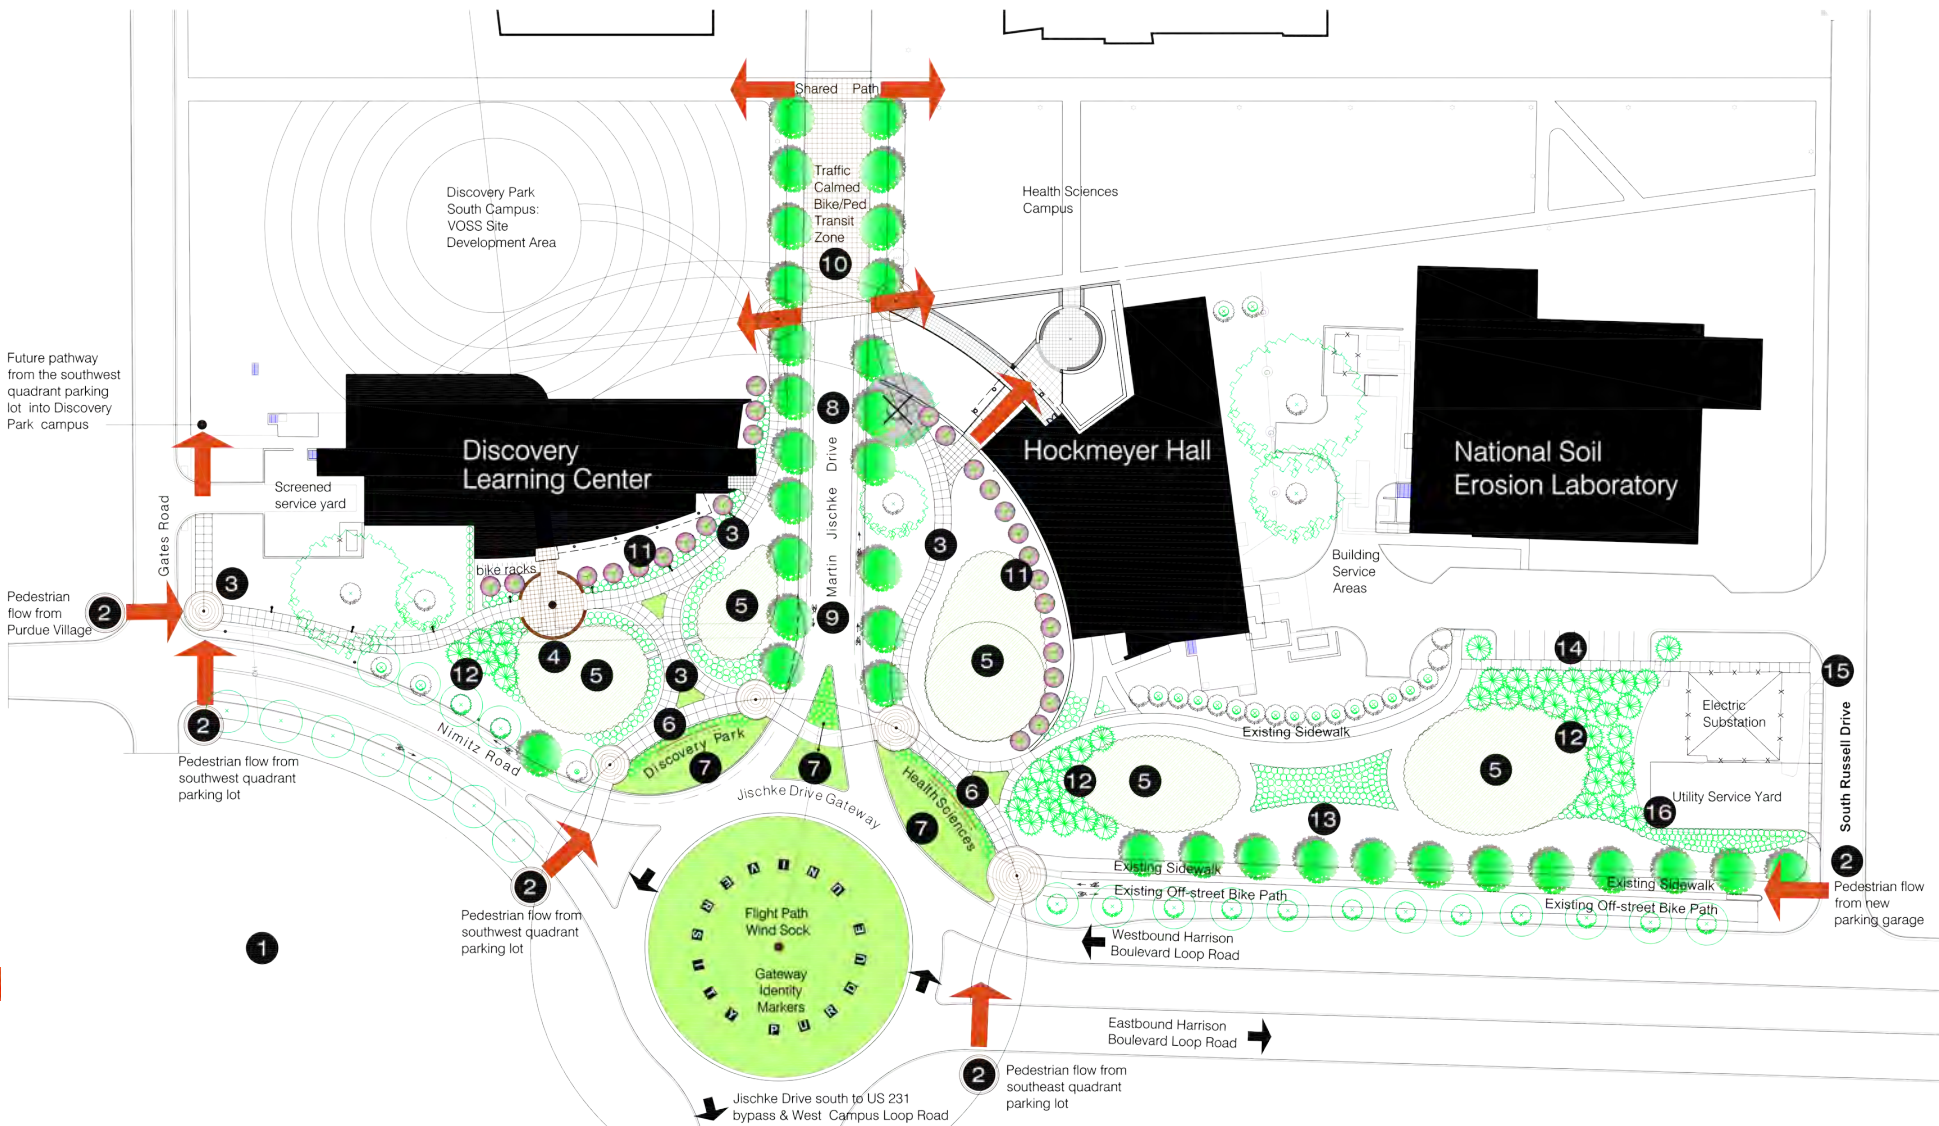 Shared Path
Traffic
Calmed
Bike/Ped
Transit
Zone
10
Discovery Park
South Campus:
VOSS Site
Development Area
Health Sciences
Campus
Future pathway
from the southwest
quadrant parking
lot into Discovery
Park campus
8
Discovery
Learning Center
Hockmeyer Hall
National Soil
Erosion Laboratory
Screened
service yard
Gates Road
Martin Jischke Drive
3
3
11
bike racks
11
Building
Service
Areas
3
Pedestrian
flow from
Purdue Village
2
5
9
4
5
12
3
5
14
15
2
6
Nimitz Road
Discovery Park
7
7
Jischke Drive Gateway
Health Sciences
6
7
Existing Sidewalk
12
5
13
5
12
Electric
Substation
Utility Service Yard
16
South Russell Drive
Pedestrian flow from
southwest quadrant
parking lot
2
Pedestrian flow from
southwest quadrant
parking lot
1
Existing Sidewalk
Existing Off-street Bike Path
Existing Sidewalk
Existing Off-street Bike Path
2
Pedestrian flow
from new
parking garage
PURDUE UNIVERSITY
Flight Path
Wind Sock
Gateway
Identity
Markers
Westbound Harrison
Boulevard Loop Road
Eastbound Harrison
Boulevard Loop Road
2
Pedestrian flow from
southeast quadrant
parking lot
Jischke Drive south to US 231
bypass & West Campus Loop Road